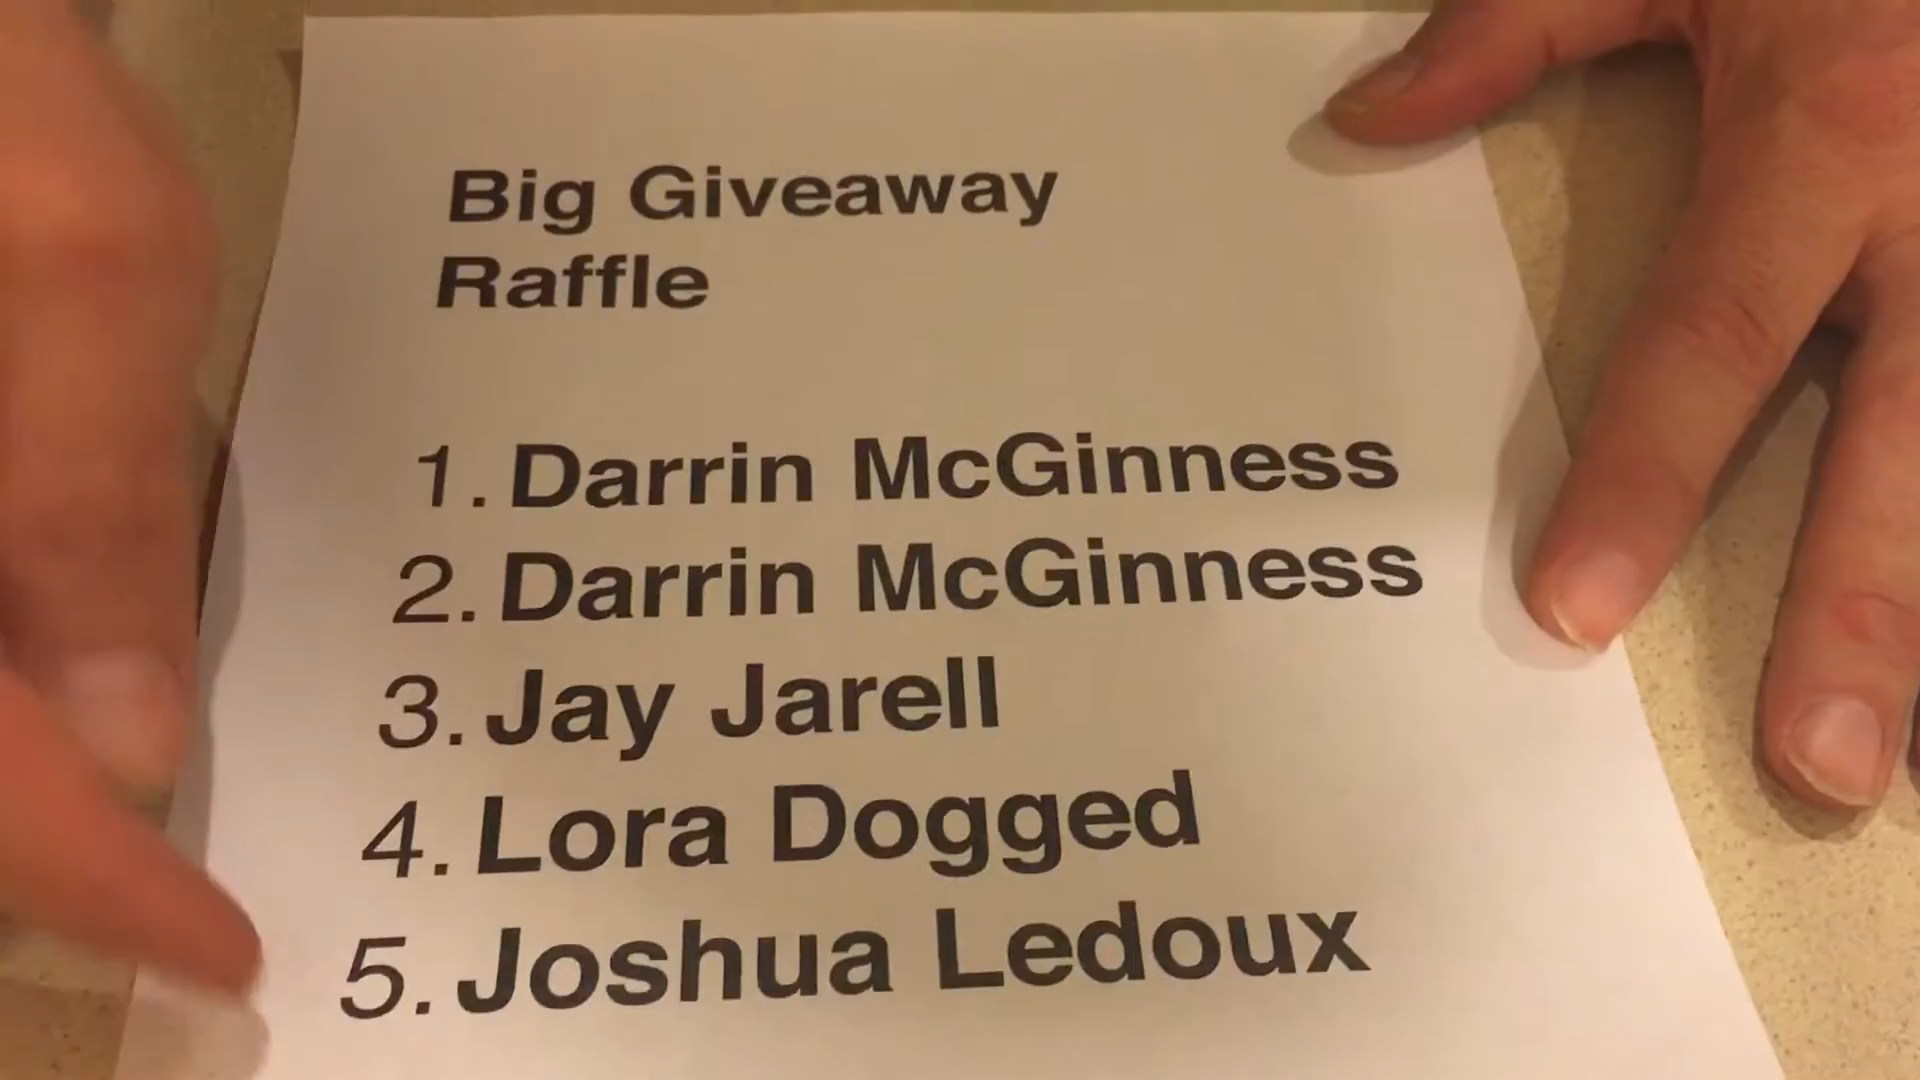 Big Giveaway
Raffle
1. Darrin McGinness
2. Darrin McGinness
3. Jay Jarell
4. Lora Dogged
5. Joshua Ledoux